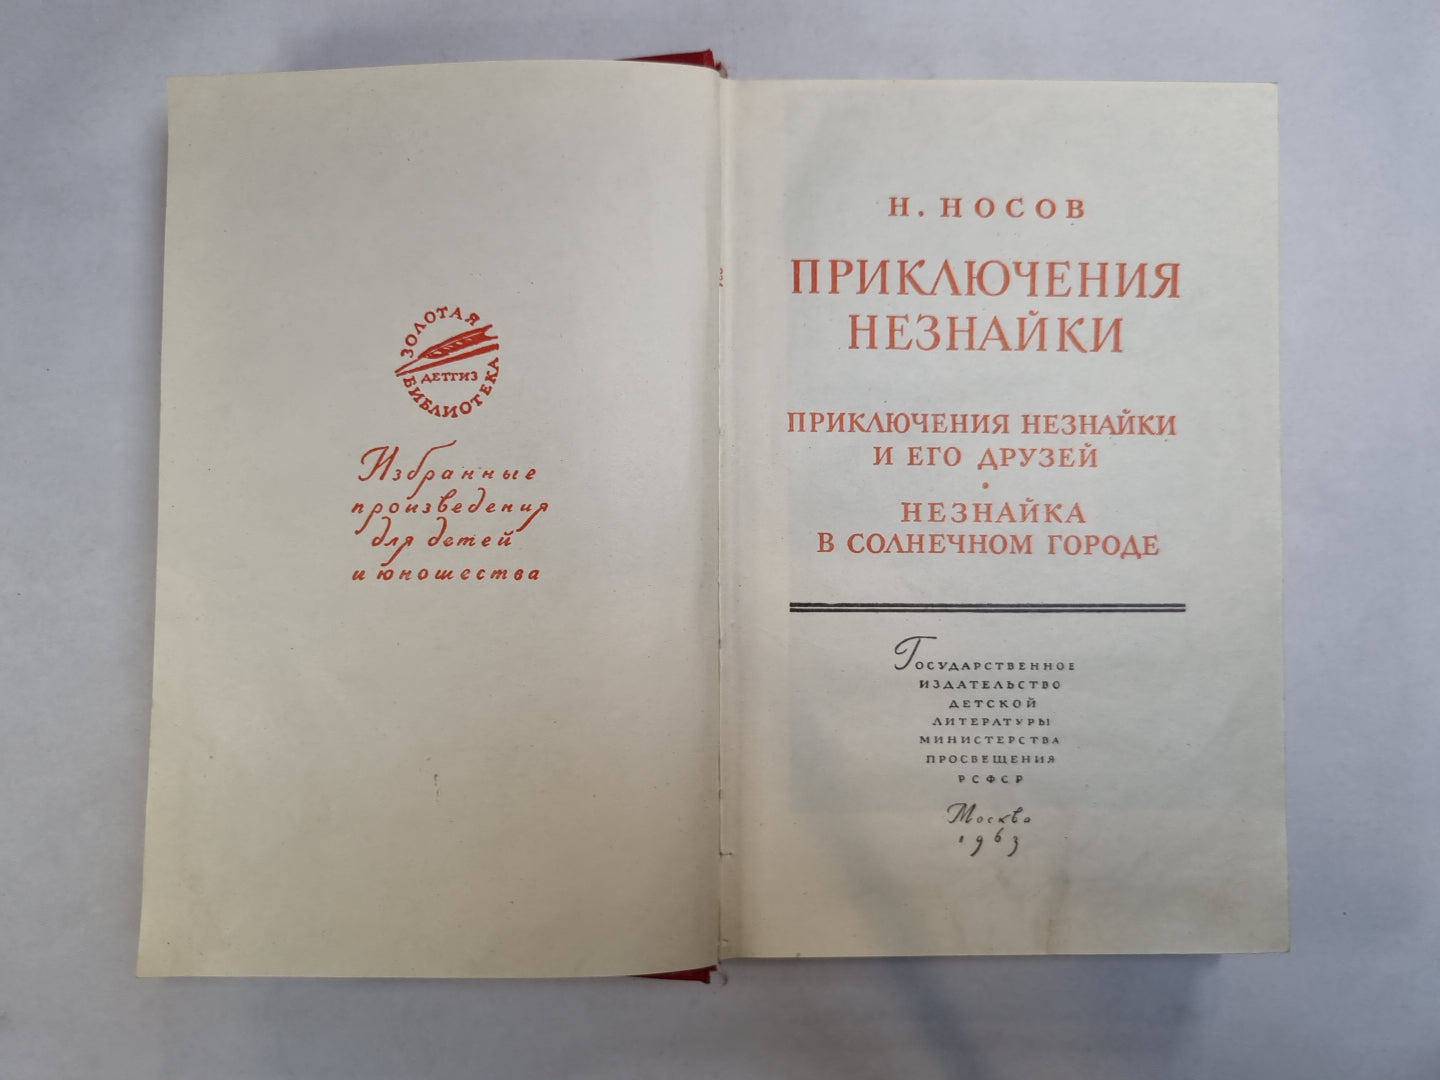 ЗОЛОТАЯ
БИБЛИОТЕКА
ДЕТГИЗ
Избранные
произведения
для детей
и юношества
Н. НОСОВ
ПРИКЛЮЧЕНИЯ
НЕЗНАЙКИ
ПРИКЛЮЧЕНИЯ НЕЗНАЙКИ
И ЕГО ДРУЗЕЙ
•
НЕЗНАЙКА
В СОЛНЕЧНОМ ГОРОДЕ
ГОСУДАРСТВЕННОЕ
ИЗДАТЕЛЬСТВО
ДЕТСКОЙ
ЛИТЕРАТУРЫ
МИНИСТЕРСТВА
ПРОСВЕЩЕНИЯ
РСФСР
Москва
1963